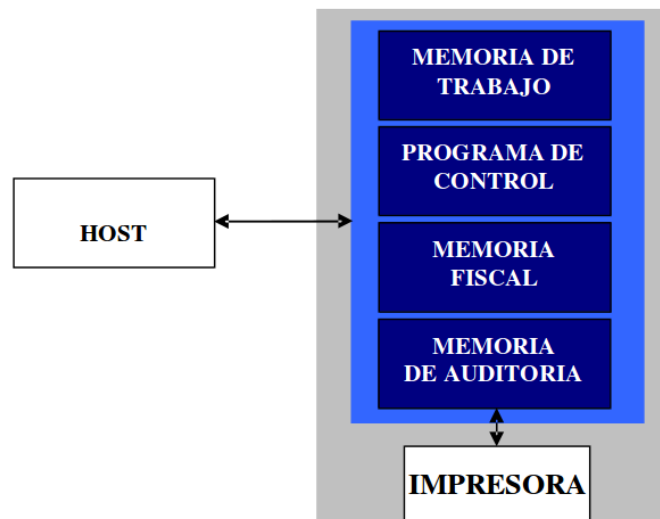 MEMORIA DE
TRABAJO
PROGRAMA DE
CONTROL
HOST
MEMORIA
FISCAL
MEMORIA
DE AUDITORIA
IMPRESORA